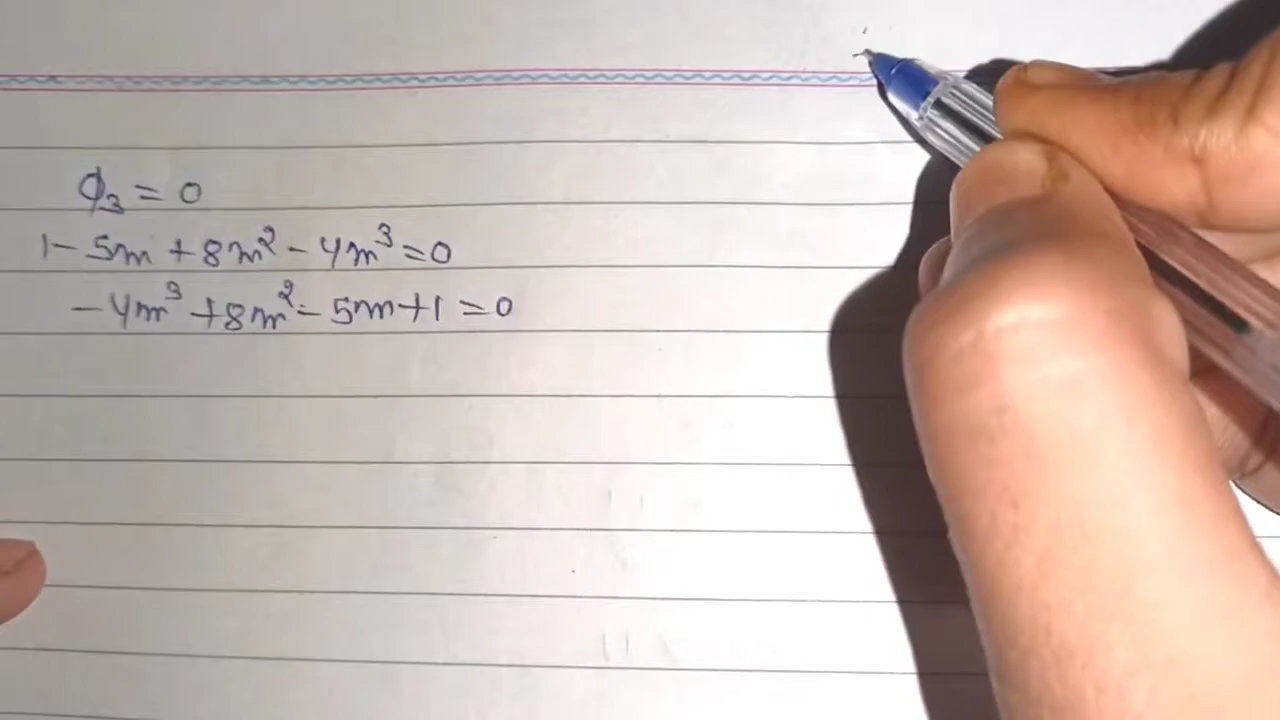 ϕ₃ = 0
1 - 5m + 8m² - 4m³ = 0
- 4m³ + 8m² - 5m + 1 = 0